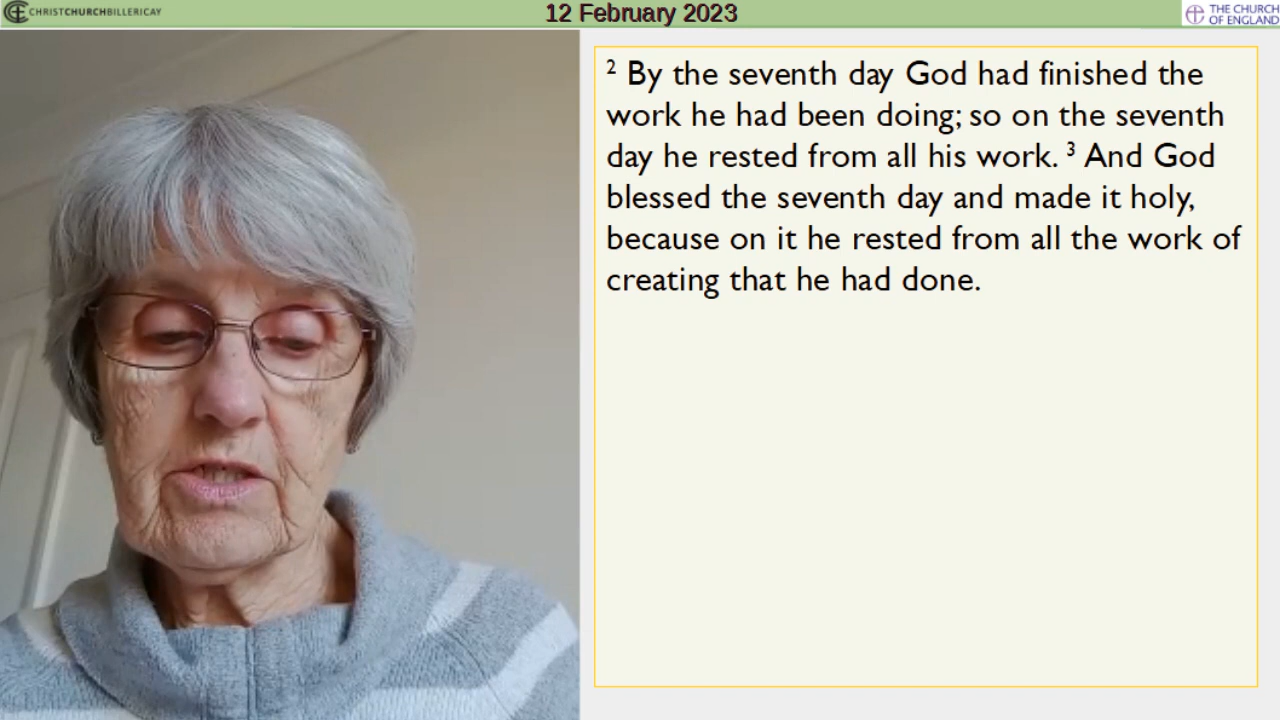 CHRISTCHURCHBILLERICAY
12 February 2023
THE CHURCH
OF ENGLAND
2 By the seventh day God had finished the
work he had been doing; so on the seventh
day he rested from all his work. 3 And God
blessed the seventh day and made it holy,
because on it he rested from all the work of
creating that he had done.